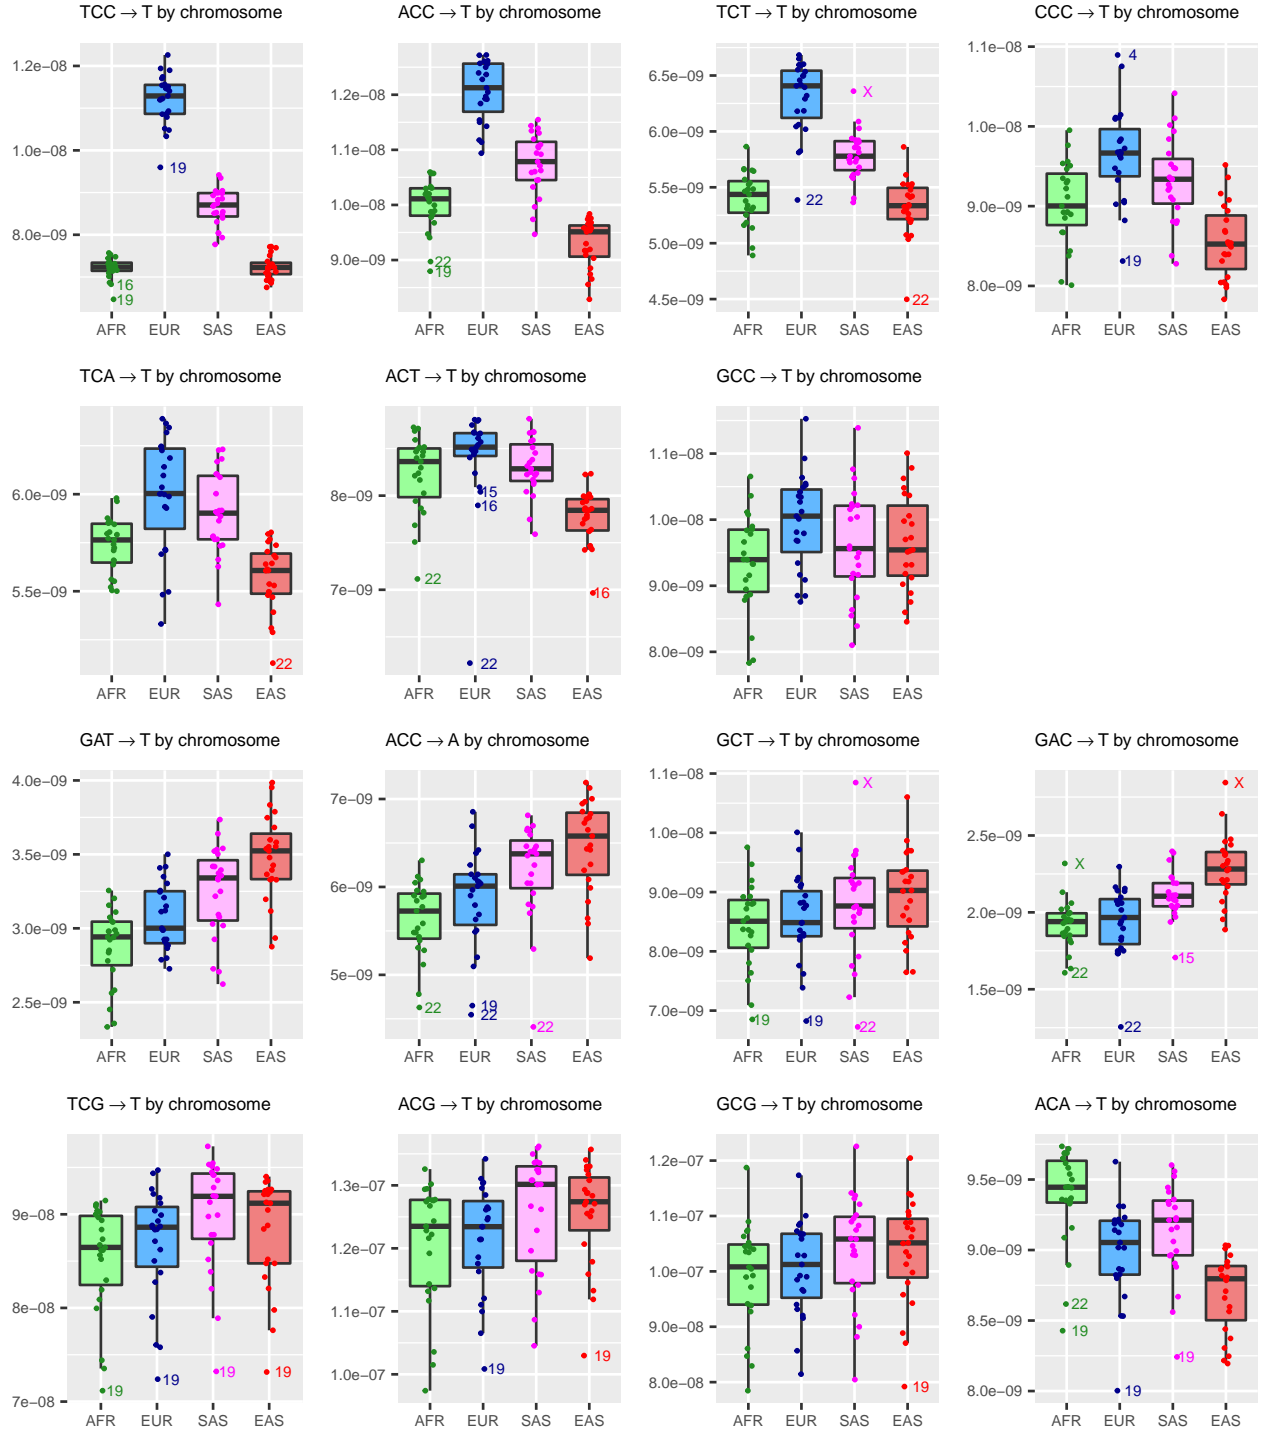 TCC → T by chromosome
1.2e−08
1.0e−08
8.0e−09
19
16
19
AFR EUR SAS EAS
ACC → T by chromosome
1.2e−08
1.1e−08
1.0e−08
9.0e−09
22
19
AFR EUR SAS EAS
TCT → T by chromosome
6.5e−09
6.0e−09
5.5e−09
5.0e−09
4.5e−09
X
22
22
AFR EUR SAS EAS
CCC → T by chromosome
1.1e−08
1.0e−08
9.0e−09
8.0e−09
4
19
AFR EUR SAS EAS
TCA → T by chromosome
6.0e−09
5.5e−09
22
AFR EUR SAS EAS
ACT → T by chromosome
8e−09
7e−09
15
16
22
16
22
AFR EUR SAS EAS
GCC → T by chromosome
1.1e−08
1.0e−08
9.0e−09
8.0e−09
AFR EUR SAS EAS
GAT → T by chromosome
4.0e−09
3.5e−09
3.0e−09
2.5e−09
AFR EUR SAS EAS
ACC → A by chromosome
7e−09
6e−09
5e−09
22
19
22
22
AFR EUR SAS EAS
GCT → T by chromosome
1.1e−08
1.0e−08
9.0e−09
8.0e−09
7.0e−09
X
19
19
22
AFR EUR SAS EAS
GAC → T by chromosome
2.5e−09
2.0e−09
1.5e−09
X
X
15
22
22
AFR EUR SAS EAS
TCG → T by chromosome
9e−08
8e−08
7e−08
19
19
19
19
AFR EUR SAS EAS
ACG → T by chromosome
1.3e−07
1.2e−07
1.1e−07
1.0e−07
19
19
AFR EUR SAS EAS
GCG → T by chromosome
1.2e−07
1.1e−07
1.0e−07
9.0e−08
8.0e−08
19
AFR EUR SAS EAS
ACA → T by chromosome
9.5e−09
9.0e−09
8.5e−09
8.0e−09
22
19
19
19
AFR EUR SAS EAS